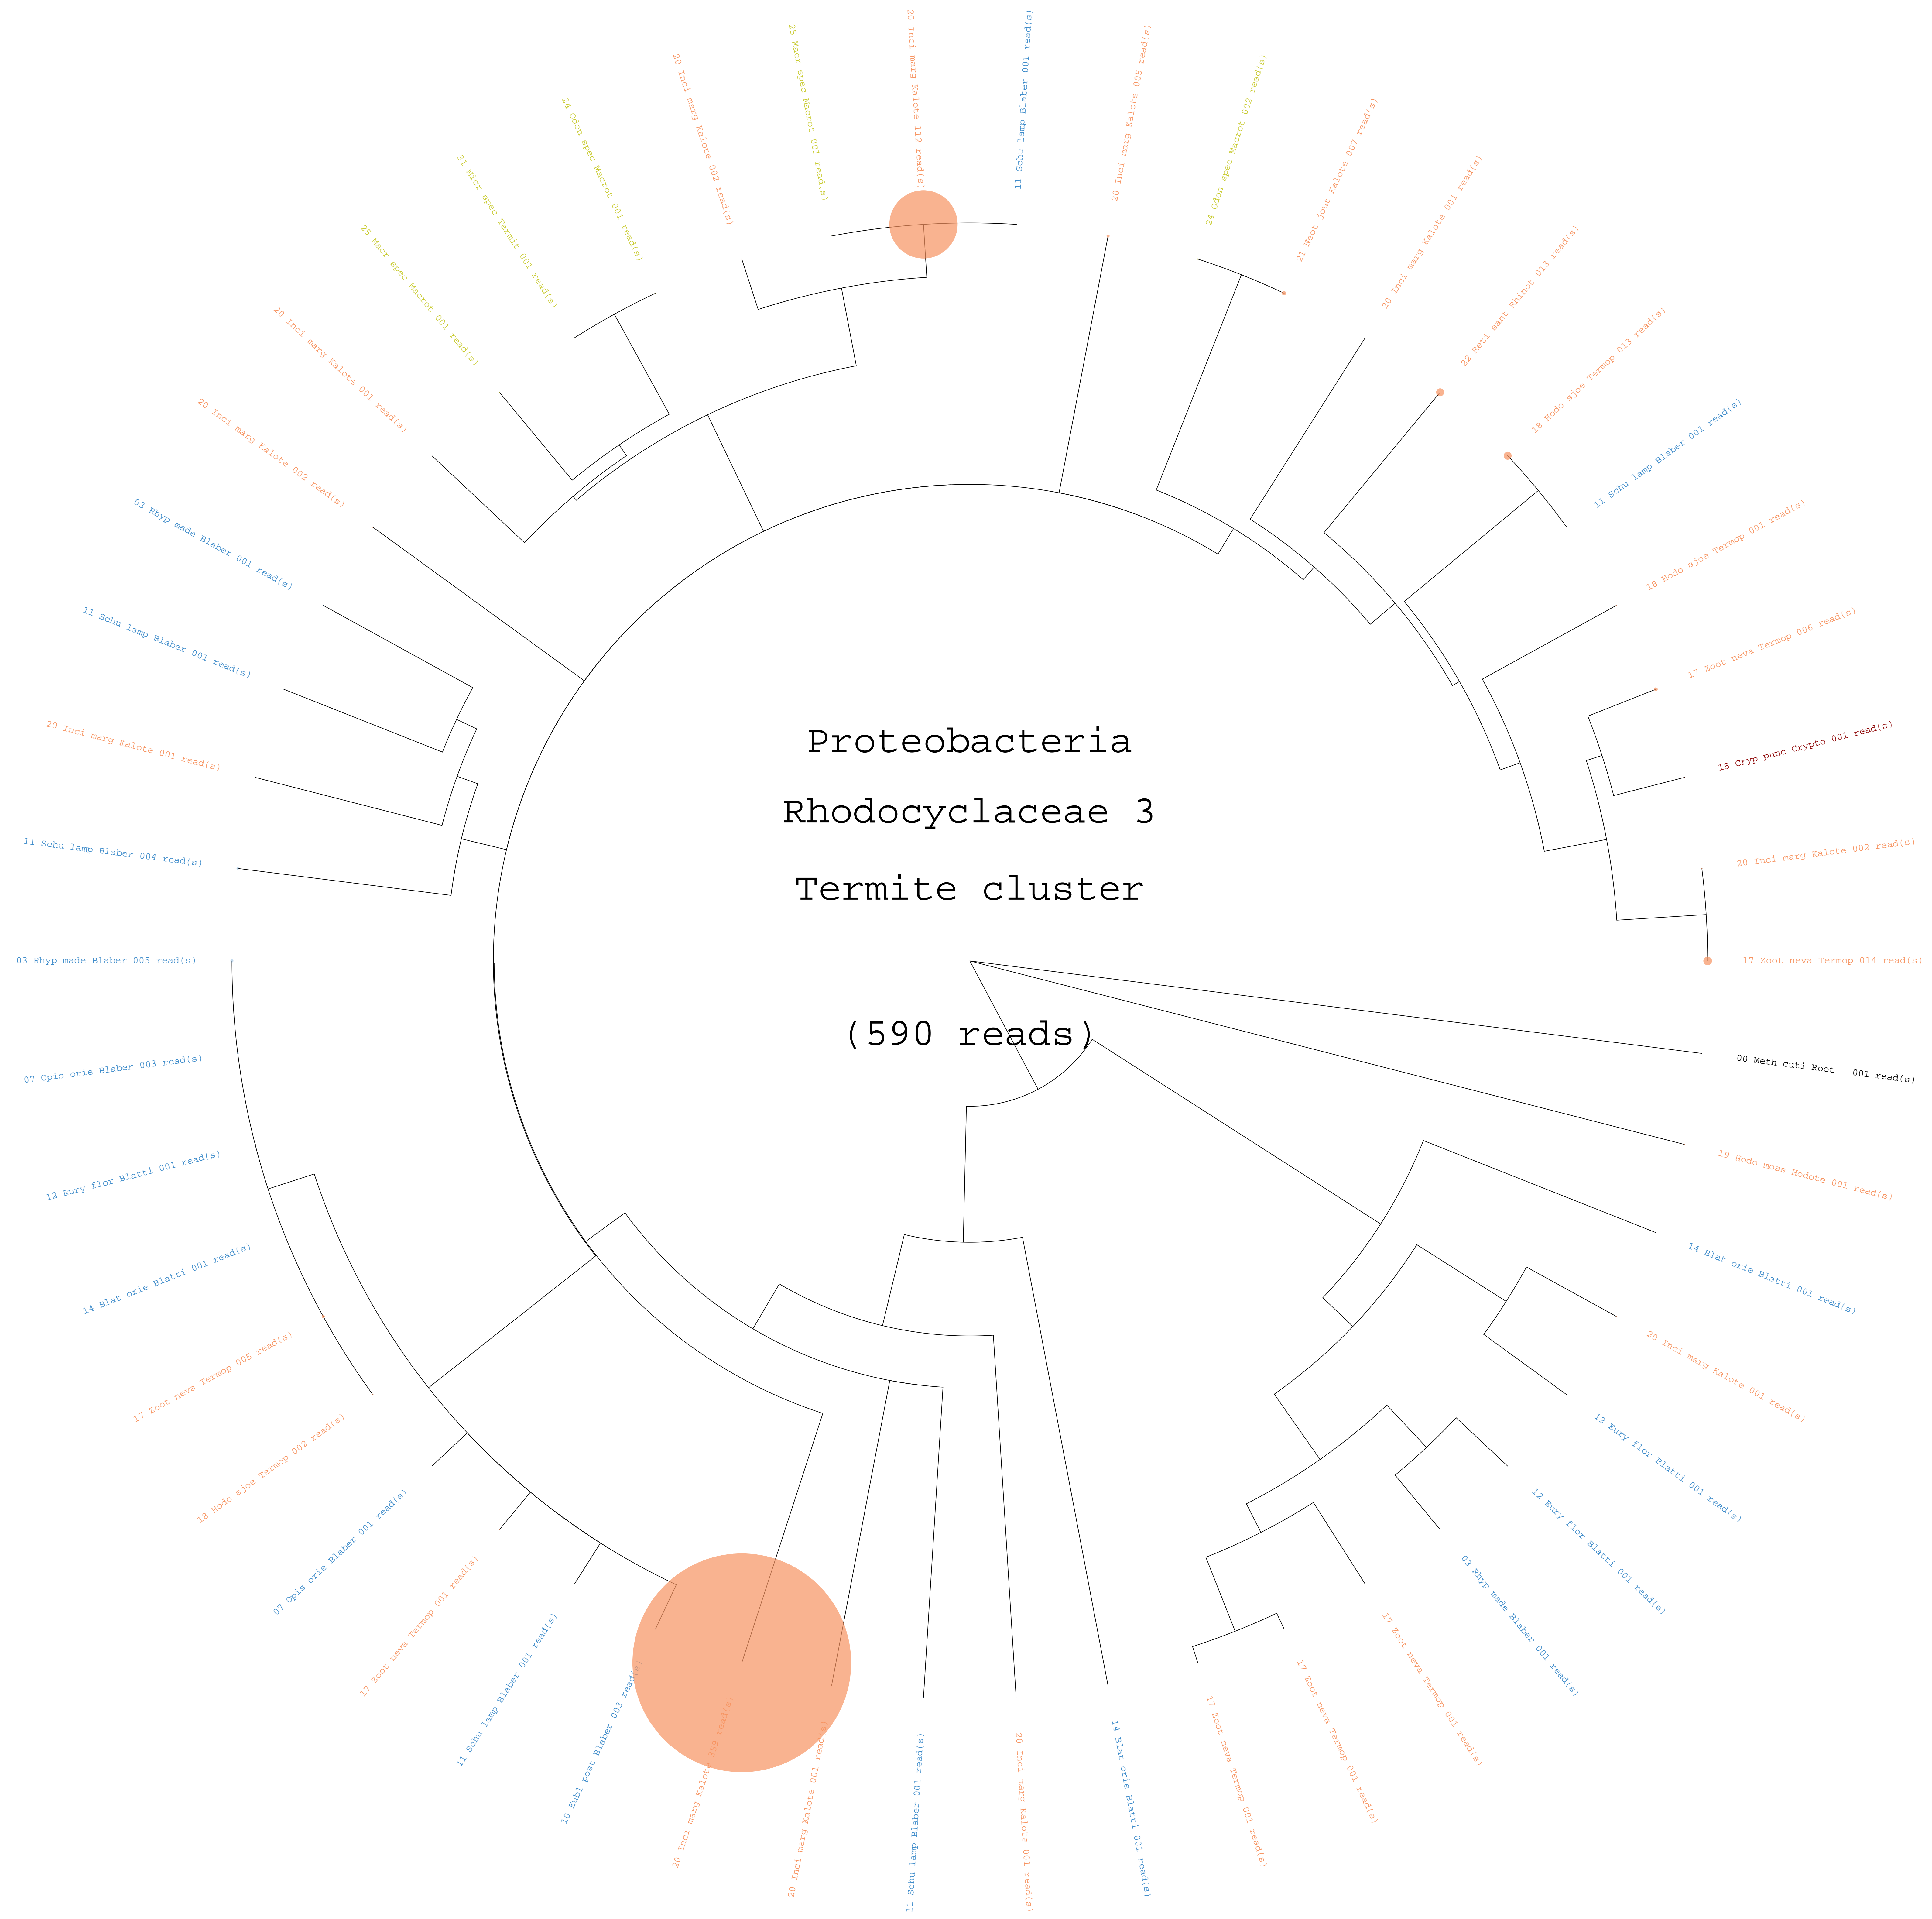 Proteobacteria
Rhodocyclaceae 3
Termite cluster
(590 reads)
20 Inci marg Kalote 112 read(s)
11 Schu lamp Blaber 001 read(s)
20 Inci marg Kalote 005 read(s)
24 Odon spec Macrot 002 read(s)
21 Neot jout Kalote 007 read(s)
20 Inci marg Kalote 001 read(s)
22 Reti sant Rhinot 013 read(s)
18 Hodo sjoe Termop 013 read(s)
11 Schu lamp Blaber 001 read(s)
18 Hodo sjoe Termop 001 read(s)
17 Zoot neva Termop 006 read(s)
15 Cryp punc Crypto 001 read(s)
20 Inci marg Kalote 002 read(s)
17 Zoot neva Termop 014 read(s)
00 Meth cuti Root 001 read(s)
19 Hodo moss Hodote 001 read(s)
14 Blat orie Blatti 001 read(s)
20 Inci marg Kalote 001 read(s)
12 Eury flor Blatti 001 read(s)
12 Eury flor Blatti 001 read(s)
03 Rhyp made Blaber 001 read(s)
17 Zoot neva Termop 001 read(s)
17 Zoot neva Termop 001 read(s)
17 Zoot neva Termop 001 read(s)
14 Blat orie Blatti 001 read(s)
20 Inci marg Kalote 001 read(s)
11 Schu lamp Blaber 001 read(s)
20 Inci marg Kalote 001 read(s)
20 Inci marg Kalote read(s)
10 Eubl post Blaber 003 read(s)
11 Schu lamp Blaber 001 read(s)
17 Zoot neva Termop 001 read(s)
07 Opis orie Blaber 001 read(s)
18 Hodo sjoe Termop 002 read(s)
17 Zoot neva Termop 005 read(s)
14 Blat orie Blatti 001 read(s)
12 Eury flor Blatti 001 read(s)
07 Opis orie Blaber 003 read(s)
03 Rhyp made Blaber 005 read(s)
11 Schu lamp Blaber 004 read(s)
20 Inci marg Kalote 001 read(s)
11 Schu lamp Blaber 001 read(s)
03 Rhyp made Blaber 001 read(s)
20 Inci marg Kalote 002 read(s)
20 Inci marg Kalote 001 read(s)
25 Macr spec Macrot 001 read(s)
31 Micr spec Termit 001 read(s)
24 Odon spec Macrot 001 read(s)
20 Inci marg Kalote 002 read(s)
25 Macr spec Macrot 001 read(s)